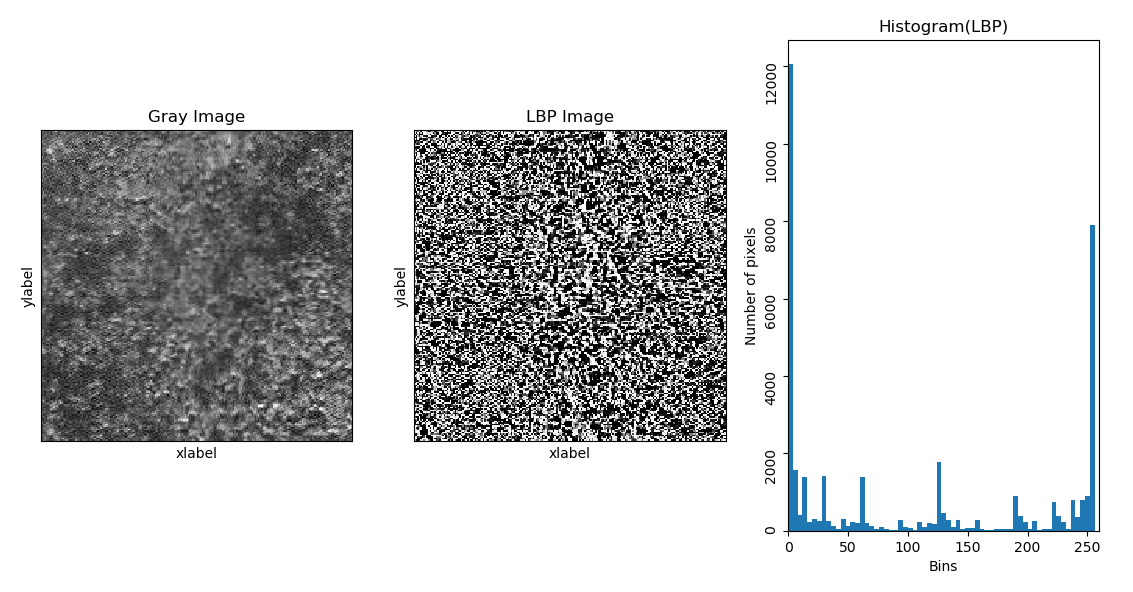 Gray Image
ylabel
xlabel
LBP Image
ylabel
xlabel
Histogram(LBP)
Number of pixels
12000
10000
8000
6000
4000
2000
0
0 50 100 150 200 250
Bins